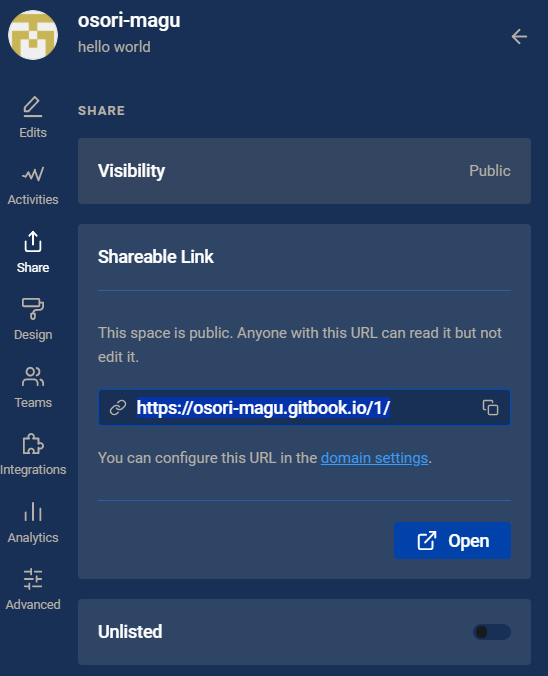 osori-magu
hello world
SHARE
Edits
Visibility Public
Activities
Share
Shareable Link
Design
This space is public. Anyone with this URL can read it but not
edit it.
Teams
https://osori-magu.gitbook.io/1/
Integrations
You can configure this URL in the domain settings.
Analytics
Open
Advanced
Unlisted